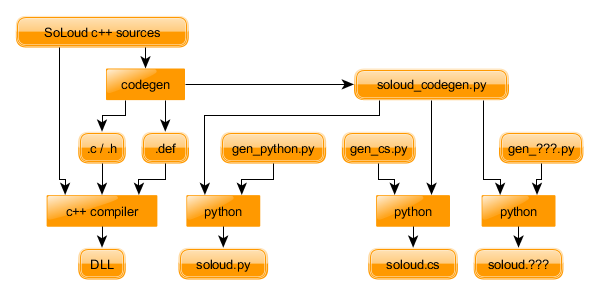 SoLoud c++ sources
codegen
soloud_codegen.py
.c / .h
.def
gen_python.py
gen_cs.py
gen_???.py
c++ compiler
python
python
python
DLL
soloud.py
soloud.cs
soloud.???